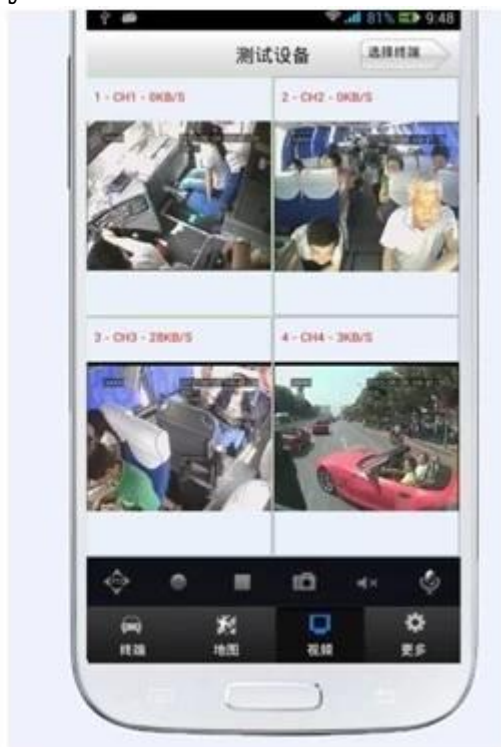 81% 9:48
测试设备
选择终端
1 - CH1 - 0KB/S
2 - CH2 - 0KB/S
3 - CH3 - 28KB/S
4 - CH4 - 3KB/S
终端
地图
视频
更多